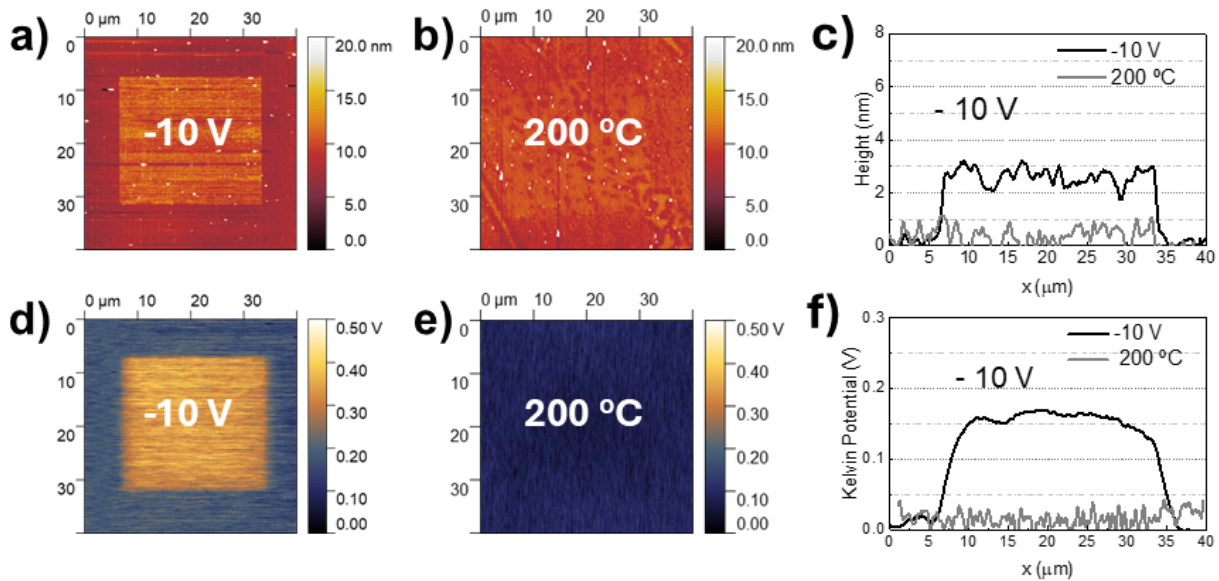 a)
0 µm 10 20 30
0
10
20
30
-10 V
20.0 nm
15.0
10.0
5.0
0.0
b)
0 µm 10 20 30
0
10
20
30
200 ºC
20.0 nm
15.0
10.0
5.0
0.0
c)
8
6
4
2
0
Height (nm)
-10 V
200 ºC
- 10 V
0 5 10 15 20 25 30 35 40
x (µm)
d)
0 µm 10 20 30
0
10
20
30
-10 V
0.50 V
0.40
0.30
0.20
0.10
0.00
e)
0 µm 10 20 30
0
10
20
30
200 ºC
0.50 V
0.40
0.30
0.20
0.10
0.00
f)
0.3
0.2
0.1
0.0
Kelvin Potential (V)
-10 V
200 ºC
- 10 V
0 5 10 15 20 25 30 35 40
x (µm)